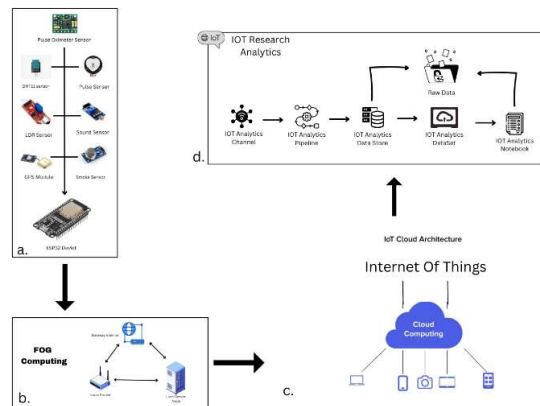 Pulse Oximeter Sensor
DHT11 sensor
Pulse Sensor
LDR Sensor
Sound Sensor
GPS Module
Smoke Sensor
ESP32 Devkit
a.
FOG
Computing
b.
IoT
IOT Research
Analytics
Raw Data
IOT Analytics
Channel
IOT Analytics
Pipeline
IOT Analytics
Data Store
IOT Analytics
DataSet
IOT Analytics
Notebook
d.
IoT Cloud Architecture
Internet Of Things
Cloud
Computing
c.